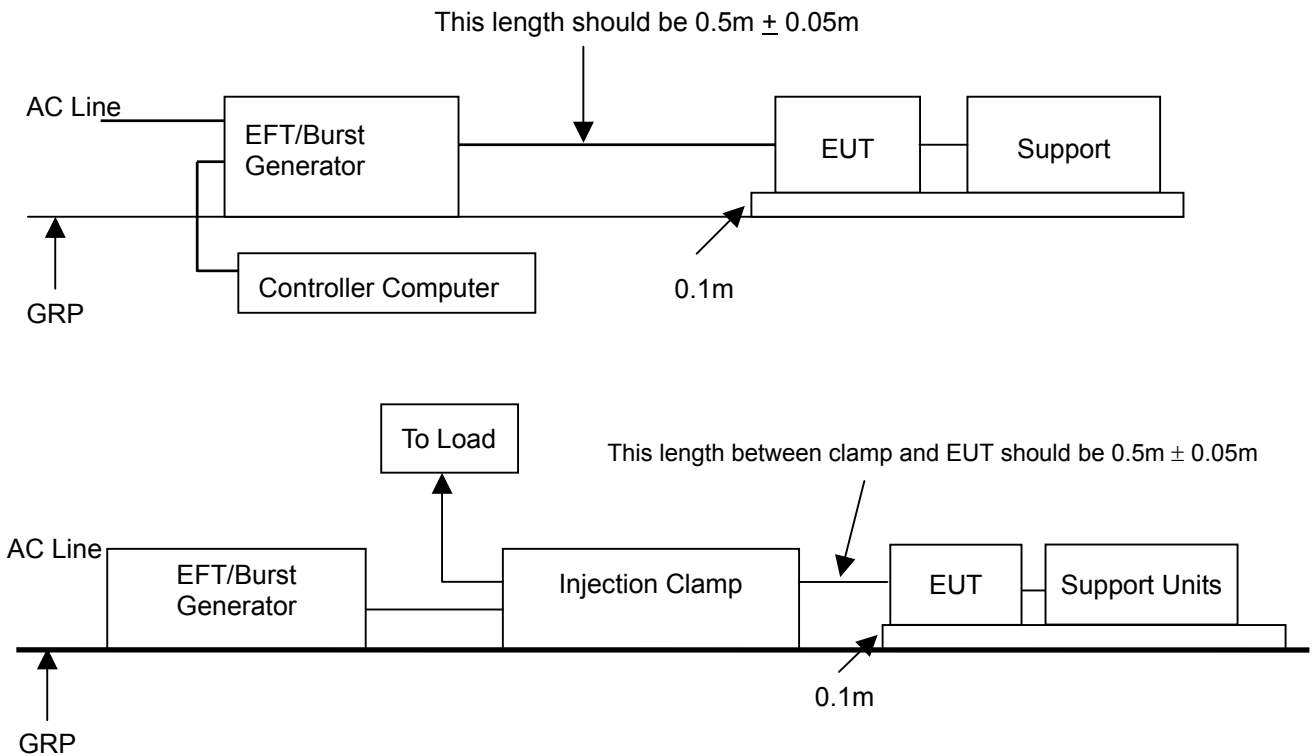 This length should be 0.5m ± 0.05m
AC Line
EFT/Burst
Generator
EUT
Support
Controller Computer
0.1m
GRP
To Load
This length between clamp and EUT should be 0.5m ± 0.05m
AC Line
EFT/Burst
Generator
Injection Clamp
EUT
Support Units
0.1m
GRP